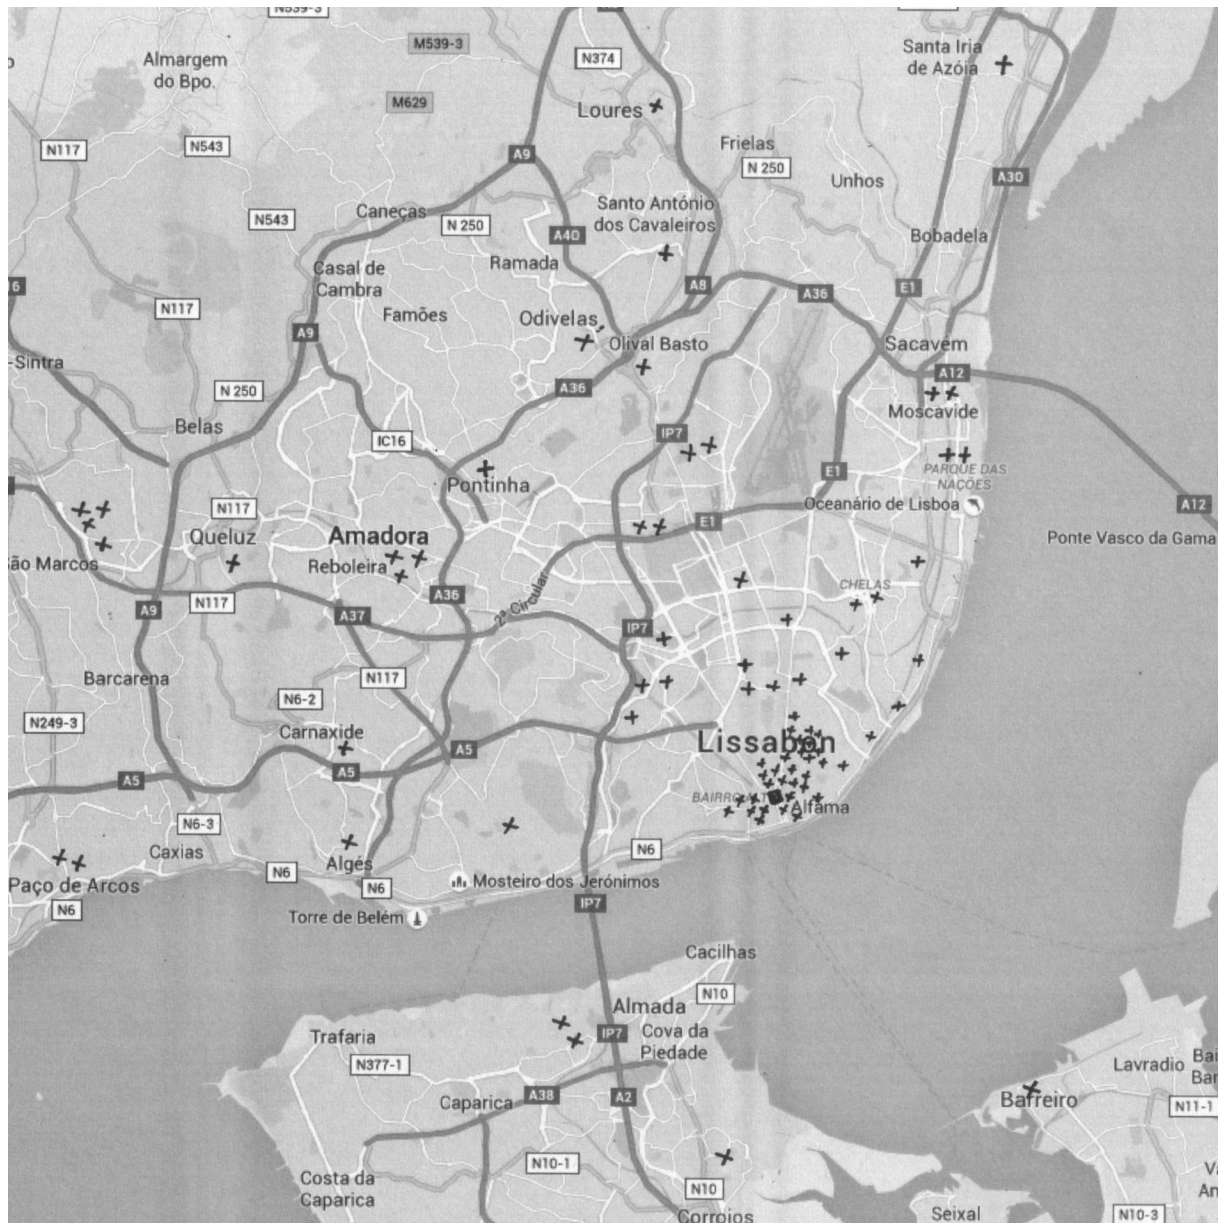 N539-3
M539-3
N374
Santa Iria
de Azóia
Almargem
do Bpo.
M629
Loures
N117
N543
A9
Frielas
N 250
Unhos
A30
N543
Caneças
N 250
Santo António
dos Cavaleiros
A40
Bobadela
Ramada
Casal de
Cambra
16
A8
A36
E1
N117
Famões
Odivelas
A9
Olival Basto
Sacavem
-Sintra
N 250
A36
A12
Moscavide
Belas
IC16
IP7
Pontinha
E1
PARQUE DAS
NAÇÕES
N117
Oceanário de Lisboa
A12
Queluz
Amadora
E1
Ponte Vasco da Gama
São Marcos
Reboleira
CHELAS
N117
A9
A37
A36
2ª Circular
IP7
Barcarena
N117
N6-2
N249-3
Carnaxide
A5
Lissabon
A5
A5
BAIRRO ALT
Alfama
N6-3
Caxias
Algés
N6
N6
Paço de Arcos
N6
N6
Mosteiro dos Jerónimos
IP7
Torre de Belém
Cacilhas
N10
Almada
Trafaria
IP7
Cova da
Piedade
N377-1
Lavradio
Bai
Bar
Caparica
A38
A2
Barreiro
N11-1
N10-1
Costa da
Caparica
N10
Corroios
Seixal
N10-3